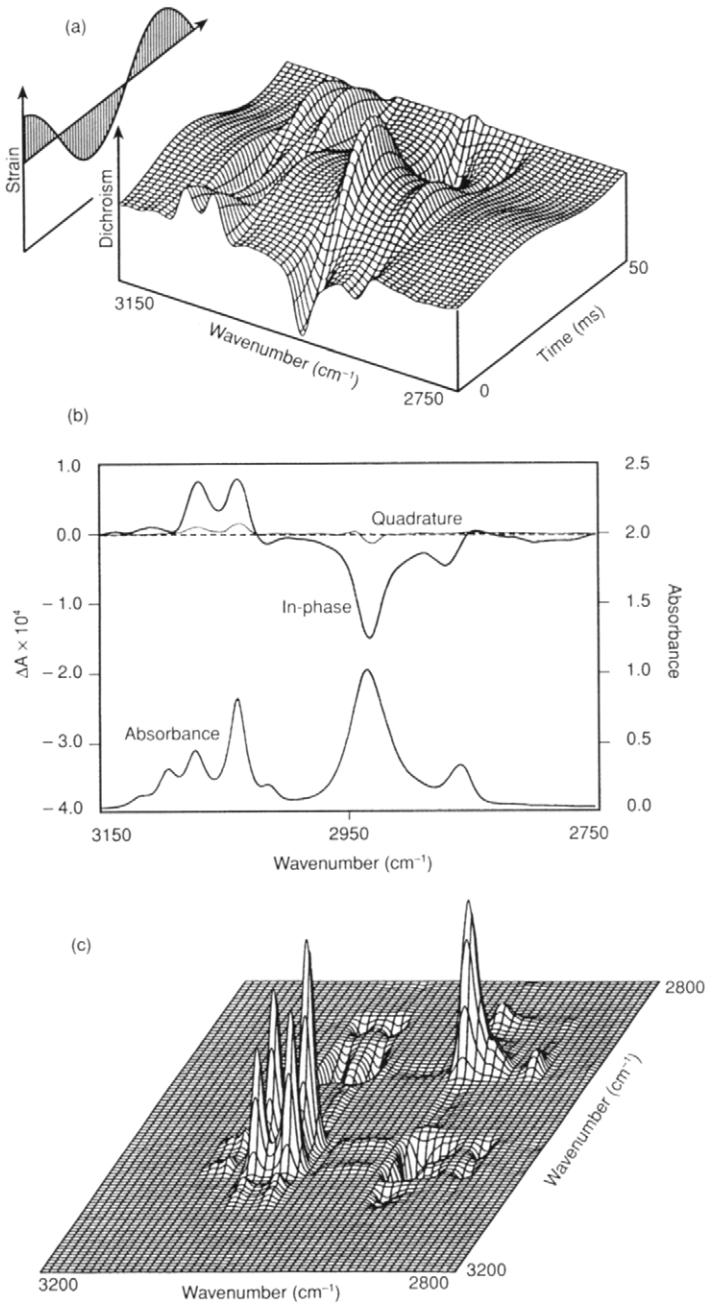 (a)
Strain
Dichroism
3150
Wavenumber (cm⁻¹)
2750
0
Time (ms)
50
(b)
1.0
0.0
− 1.0
− 2.0
− 3.0
− 4.0
ΔA × 10⁴
2.5
2.0
1.5
1.0
0.5
0.0
Absorbance
Quadrature
In-phase
Absorbance
3150
2950
2750
Wavenumber (cm⁻¹)
(c)
2800
Wavenumber (cm⁻¹)
3200
3200
Wavenumber (cm⁻¹)
2800